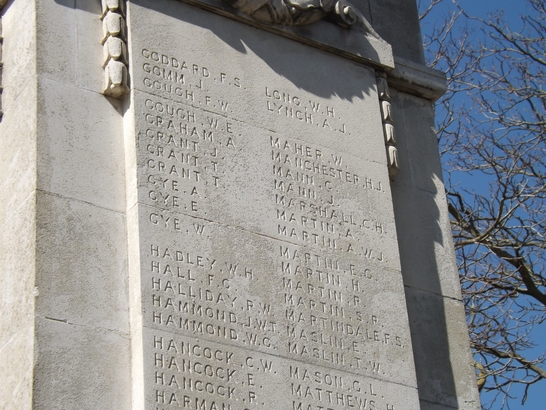 GODDARD. F.S.
GOMM. J.
GOUGH. F.W.
GOUGH. W.E.
GRAHAM. A.
GRANT. J.
GRANT. T.
GRANT. T.
GYE. A.
GYE. E.
GYE. W.
HADLEY. W.H.
HALL. F.C.
HALLIDAY. R.W.
HAMMOND. J.W.T.
HAMMOND. W.G.
HANCOCK. C.W.
HANCOCK. E.
HANCOCK. R.
HARMAN.
LONG. W.H.
LYNCH. A.J.
MAHER. W.
MANCHESTER. H.J.
MANN. C.
MANN. J.
MARSHALL. C.H.
MARTIN. A.
MARTIN. A.W.J.
MARTIN. E.G.
MARTIN. H.
MARTIN. R.
MARTIN. S.R.
MARTINDALE. F.S.
MASLIN. E.
MASLIN. T.W.
MASON. C.L.
MATTHEWS. H.